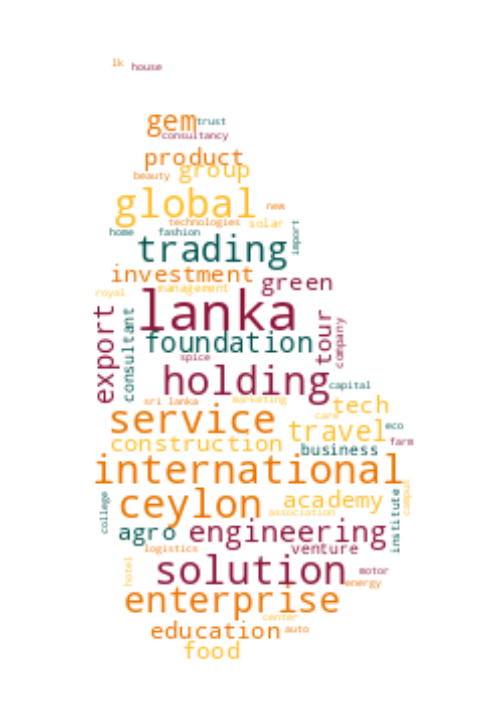 lk house
gem trust
consultancy
product
beauty group
global new
technologies solar
home fashion import
trading
investment green
royal management
lanka
export consultant foundation tour company
spice
holding capital
sri lanka marketing tech
service care
travel eco
construction business farm
international
ceylon academy campus
college association institute
agro engineering
logistics venture
solution motor
hotel energy
enterprise
center
education auto
food